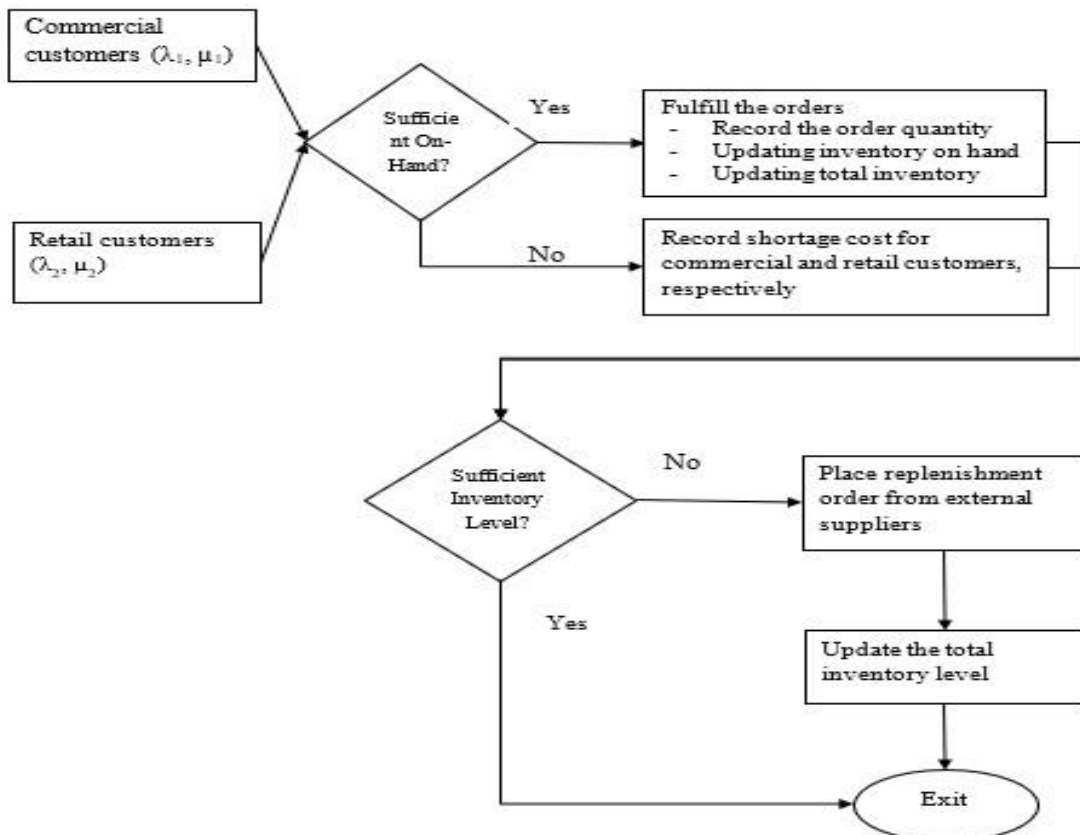 Commercial
customers (λ₁, μ₁)
Sufficie
nt On-
Hand?
Yes
Fulfill the orders
- Record the order quantity
- Updating inventory on hand
- Updating total inventory
Retail customers
(λ₂, μ₂)
No
Record shortage cost for
commercial and retail customers,
respectively
Sufficient
Inventory
Level?
No
Place replenishment
order from external
suppliers
Yes
Update the total
inventory level
Exit